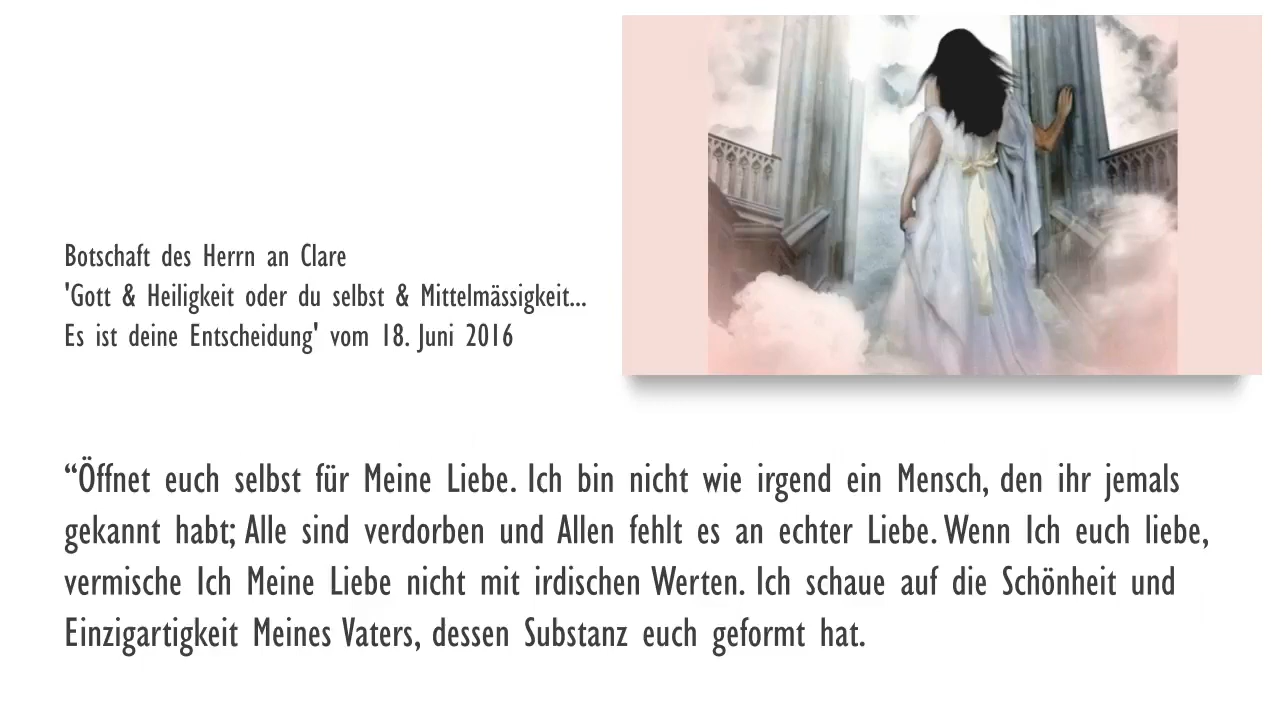 Botschaft des Herrn an Clare
'Gott & Heiligkeit oder du selbst & Mittelmässigkeit...
Es ist deine Entscheidung' vom 18. Juni 2016
“Öffnet euch selbst für Meine Liebe. Ich bin nicht wie irgend ein Mensch, den ihr jemals
gekannt habt; Alle sind verdorben und Allen fehlt es an echter Liebe. Wenn Ich euch liebe,
vermische Ich Meine Liebe nicht mit irdischen Werten. Ich schaue auf die Schönheit und
Einzigartigkeit Meines Vaters, dessen Substanz euch geformt hat.